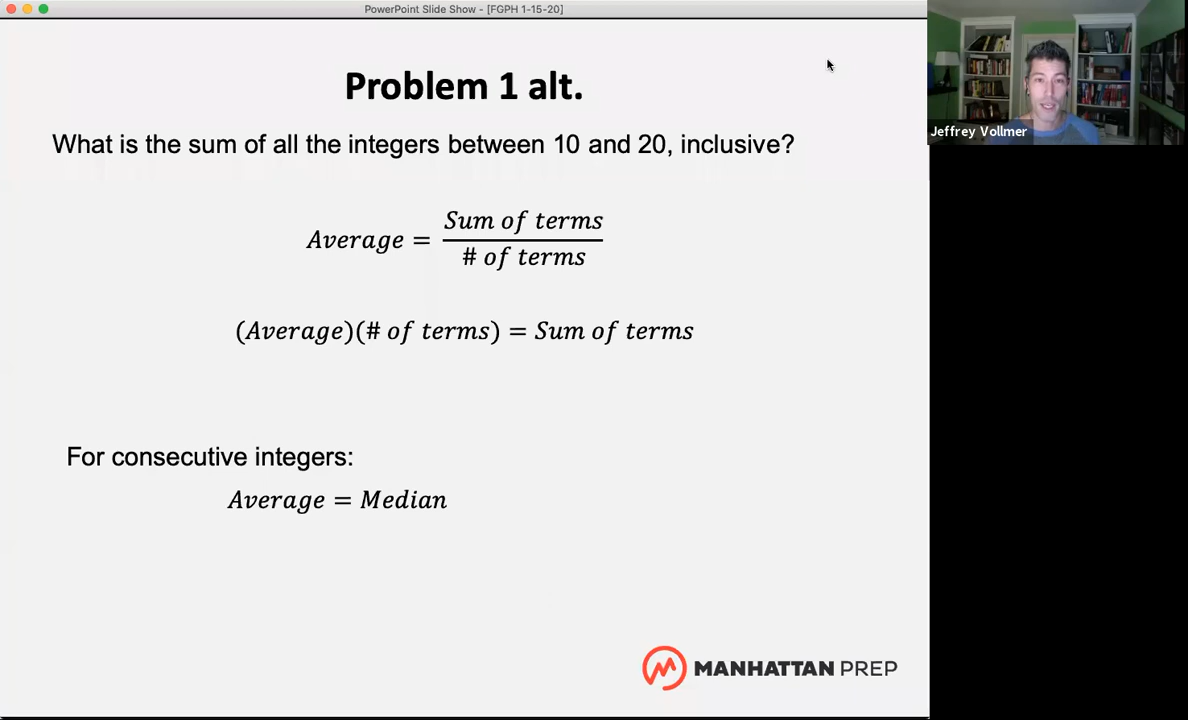 PowerPoint Slide Show - [FGPH 1-15-20]
Problem 1 alt.
What is the sum of all the integers between 10 and 20, inclusive?
Average = Sum of terms / # of terms
(Average)(# of terms) = Sum of terms
For consecutive integers:
Average = Median
MANHATTAN PREP
Jeffrey Vollmer